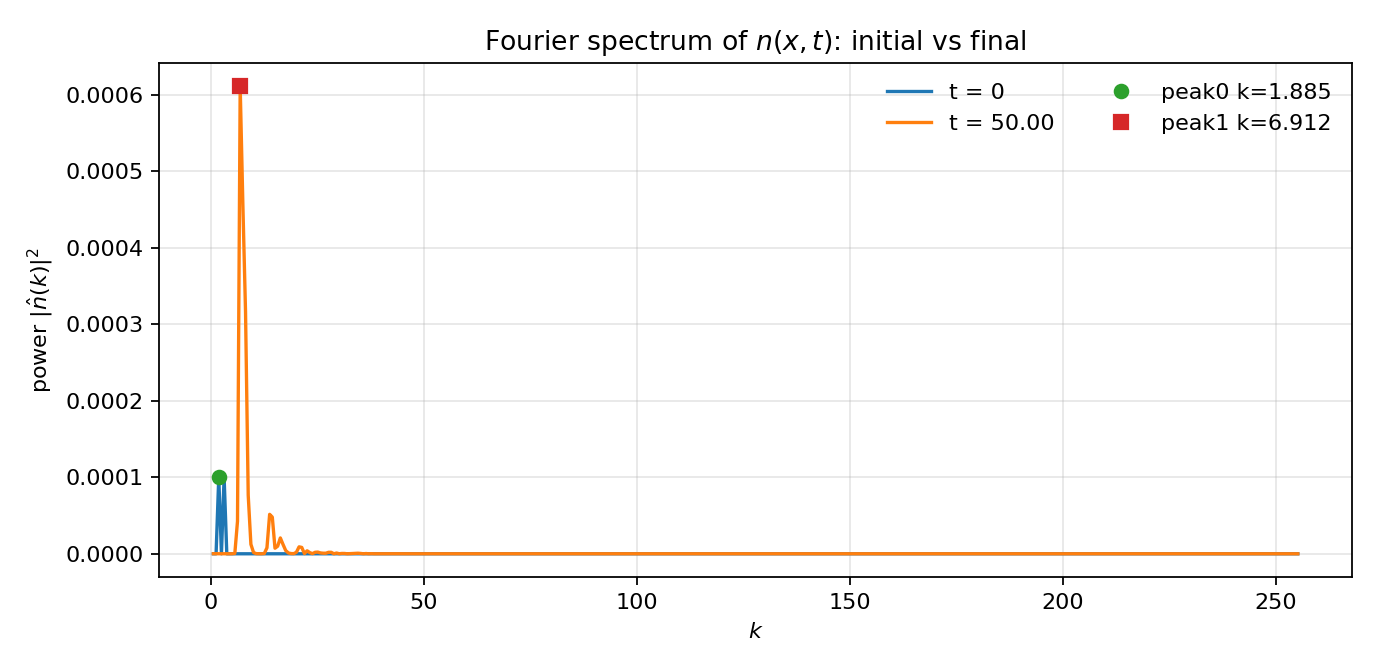 Fourier spectrum of n(x, t): initial vs final
t = 0
t = 50.00
peak0 k=1.885
peak1 k=6.912
power |n̂(k)|²
0.0006
0.0005
0.0004
0.0003
0.0002
0.0001
0.0000
0 50 100 150 200 250
k